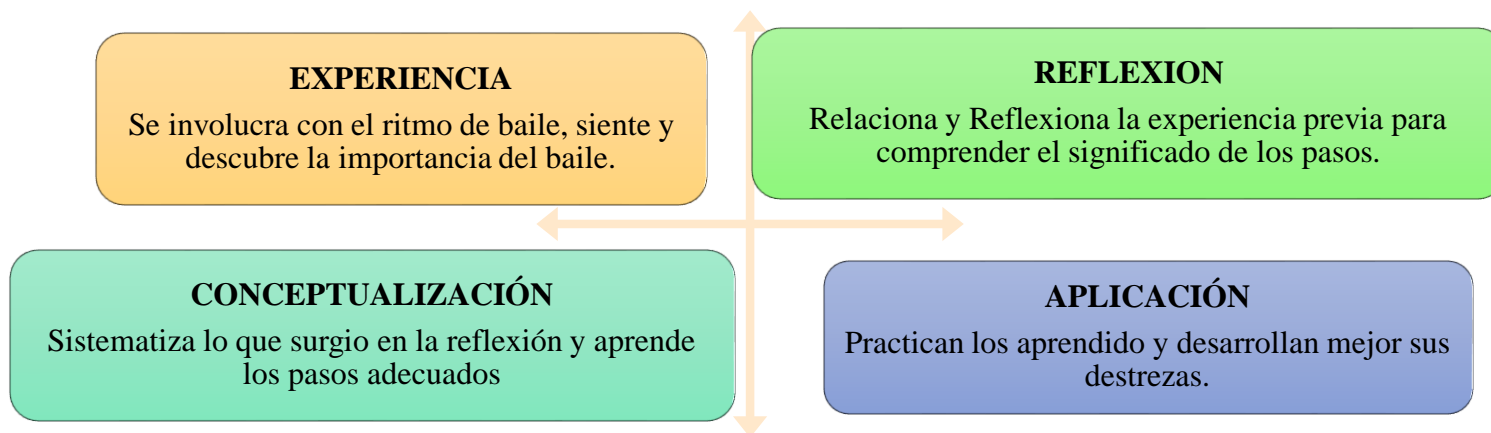 EXPERIENCIA
Se involucra con el ritmo de baile, siente y
descubre la importancia del baile.
REFLEXION
Relaciona y Reflexiona la experiencia previa para
comprender el significado de los pasos.
CONCEPTUALIZACIÓN
Sistematiza lo que surgio en la reflexión y aprende
los pasos adecuados
APLICACIÓN
Practican los aprendido y desarrollan mejor sus
destrezas.